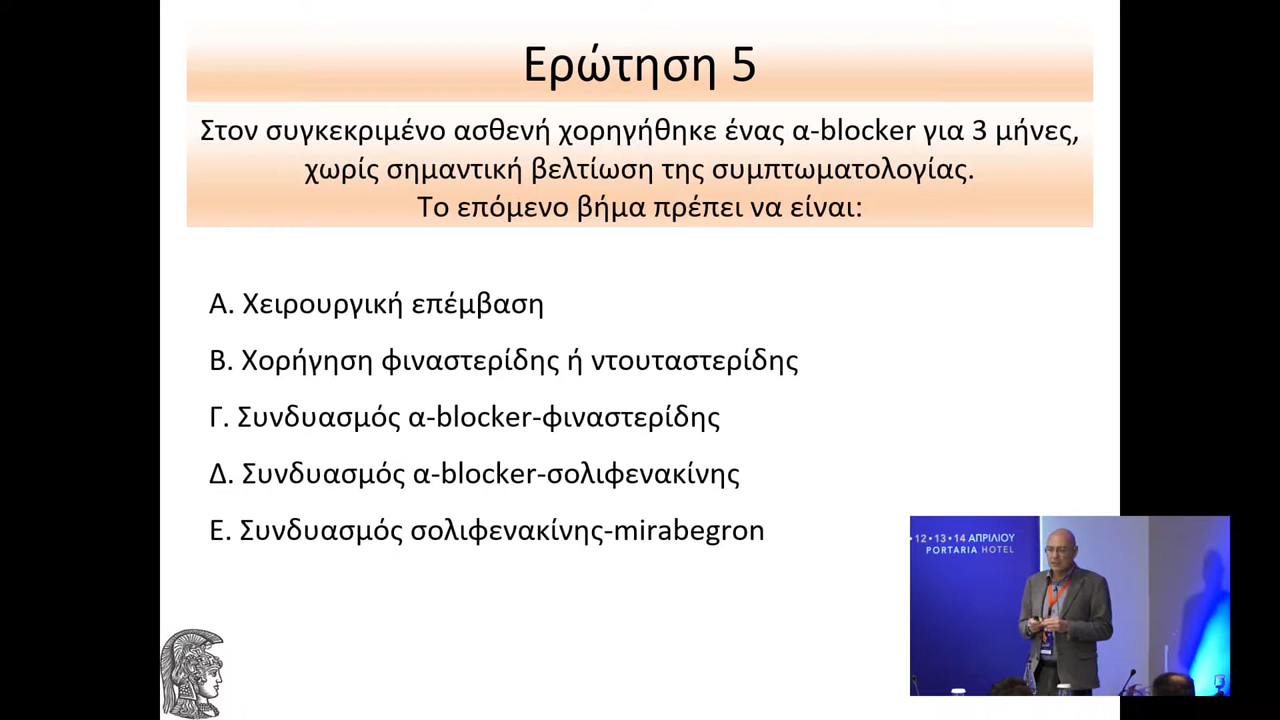 Ερώτηση 5
Στον συγκεκριμένο ασθενή χορηγήθηκε ένας α-blocker για 3 μήνες,
χωρίς σημαντική βελτίωση της συμπτωματολογίας.
Το επόμενο βήμα πρέπει να είναι:
Α. Χειρουργική επέμβαση
Β. Χορήγηση φιναστερίδης ή ντουταστερίδης
Γ. Συνδυασμός α-blocker-φιναστερίδης
Δ. Συνδυασμός α-blocker-σολιφενακίνης
Ε. Συνδυασμός σολιφενακίνης-mirabegron
•12•13•14 ΑΠΡΙΛΙΟΥ
PORTARIA HOTEL